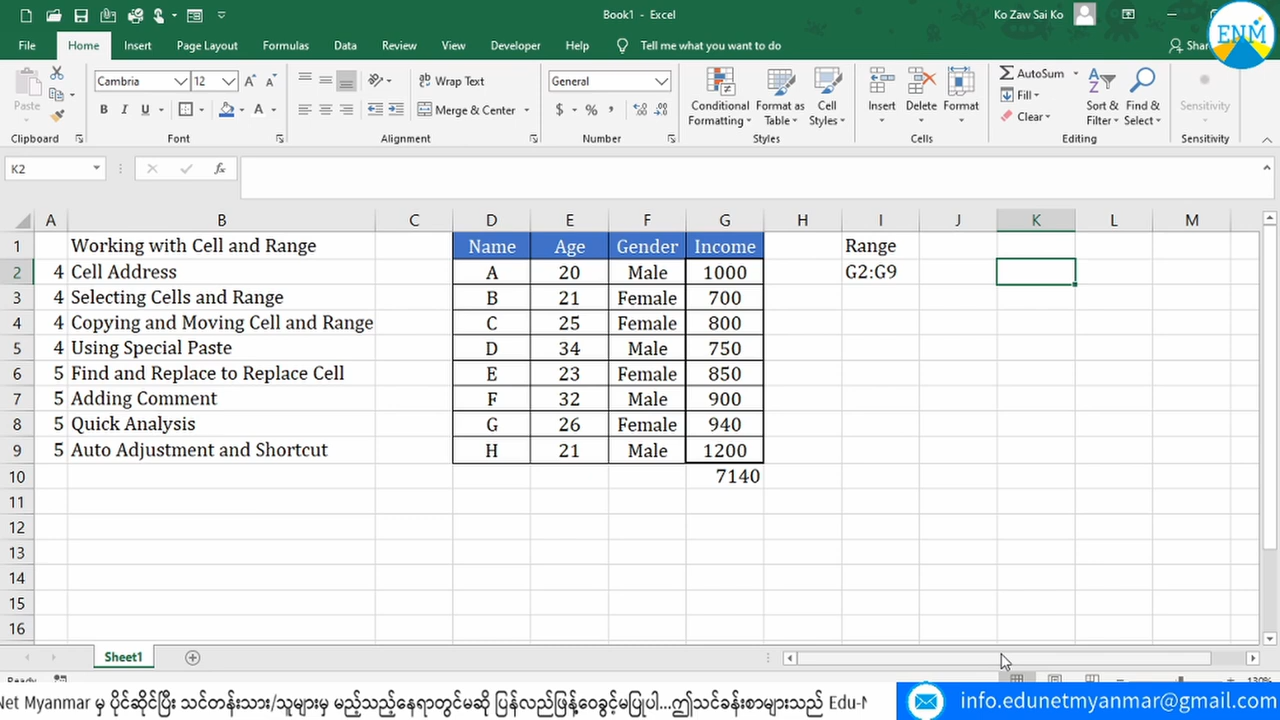 Book1 - Excel
Ko Zaw Sai Ko
ENM
File Home Insert Page Layout Formulas Data Review View Developer Help Tell me what you want to do
Cambria 12 Wrap Text General AutoSum
Paste Merge & Center Conditional Formatting Format as Table Cell Styles Insert Delete Format Fill Clear Sort & Filter Find & Select Sensitivity
Clipboard Font Alignment Number Styles Cells Editing Sensitivity
K2 fx
A B C D E F G H I J K L M
1 Working with Cell and Range Name Age Gender Income Range
2 4 Cell Address A 20 Male 1000 G2:G9
3 4 Selecting Cells and Range B 21 Female 700
4 4 Copying and Moving Cell and Range C 25 Female 800
5 4 Using Special Paste D 34 Male 750
6 5 Find and Replace to Replace Cell E 23 Female 850
7 5 Adding Comment F 32 Male 900
8 5 Quick Analysis G 26 Female 940
9 5 Auto Adjustment and Shortcut H 21 Male 1200
10 7140
11
12
13
14
15
16
Sheet1
Net Myanmar မှ ပိုင်ဆိုင်ပြီး သင်တန်းသား/သူများမှ မည့်သည့်နေရာတွင်မဆို ပြန်လည်ဖြန့်ဝေခွင့်မပြုပါ...ဤသင်ခန်းစာများသည် Edu-N info.edunetmyanmar@gmail.com